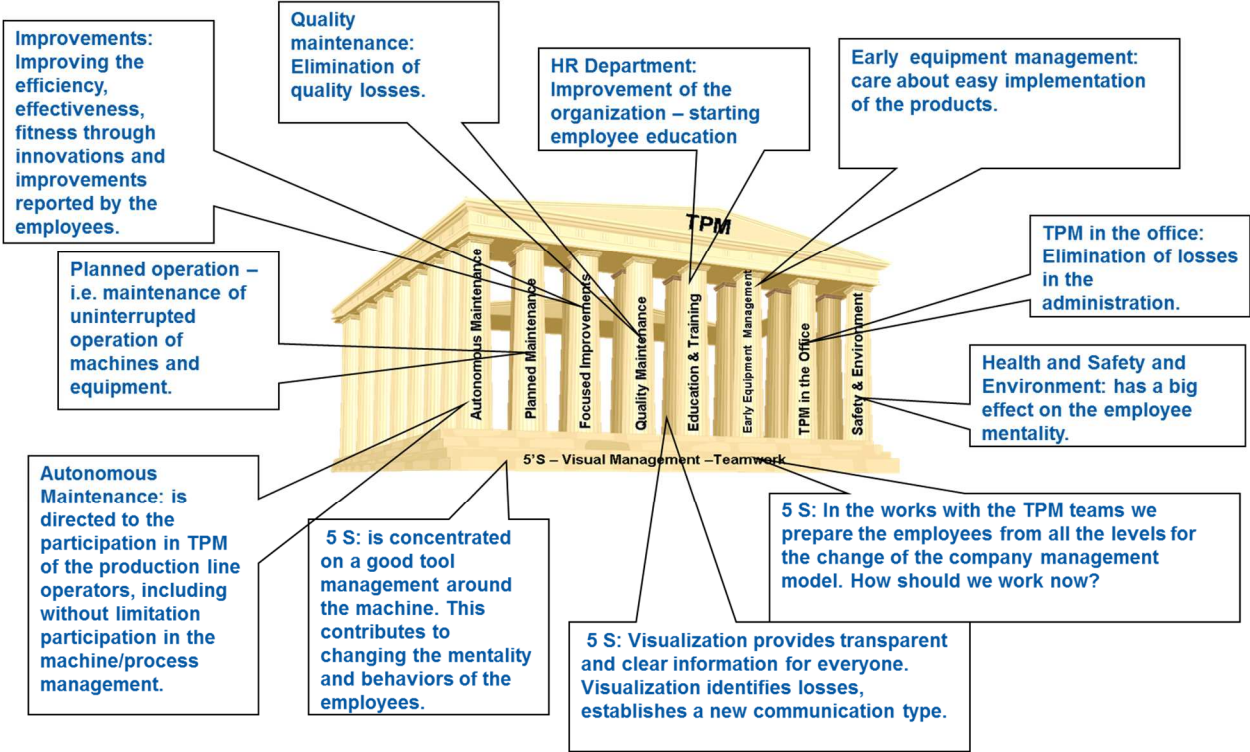 Improvements:
Improving the
efficiency,
effectiveness,
fitness through
innovations and
improvements
reported by the
employees.
Quality
maintenance:
Elimination of
quality losses.
HR Department:
Improvement of the
organization – starting
employee education
Early equipment management:
care about easy implementation
of the products.
TPM
Planned operation –
i.e. maintenance of
uninterrupted
operation of
machines and
equipment.
TPM in the office:
Elimination of losses
in the
administration.
Health and Safety and
Environment: has a big
effect on the employee
mentality.
Autonomous Maintenance
Planned Maintenance
Focused Improvements
Quality Maintenance
Education & Training
Early Equipment Management
TPM in the Office
Safety & Environment
5'S – Visual Management –Teamwork
Autonomous
Maintenance: is
directed to the
participation in TPM
of the production line
operators, including
without limitation
participation in the
machine/process
management.
5 S: is concentrated
on a good tool
management around
the machine. This
contributes to
changing the mentality
and behaviors of the
employees.
5 S: Visualization provides transparent
and clear information for everyone.
Visualization identifies losses,
establishes a new communication type.
5 S: In the works with the TPM teams we
prepare the employees from all the levels for
the change of the company management
model. How should we work now?